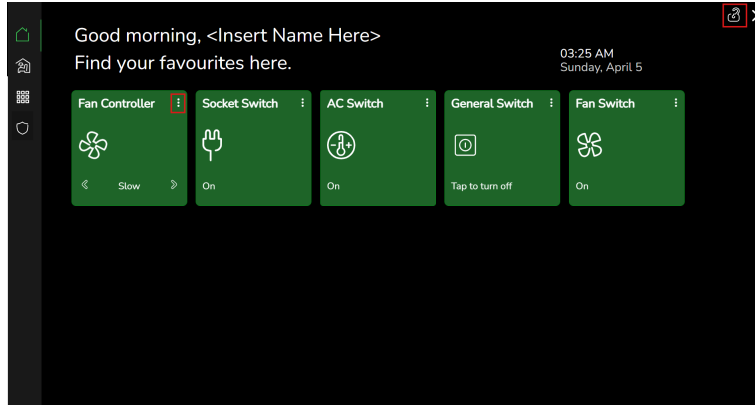 Good morning, <Insert Name Here>
Find your favourites here.
03:25 AM
Sunday, April 5
Fan Controller
Socket Switch
AC Switch
General Switch
Fan Switch
Slow
On
On
Tap to turn off
On